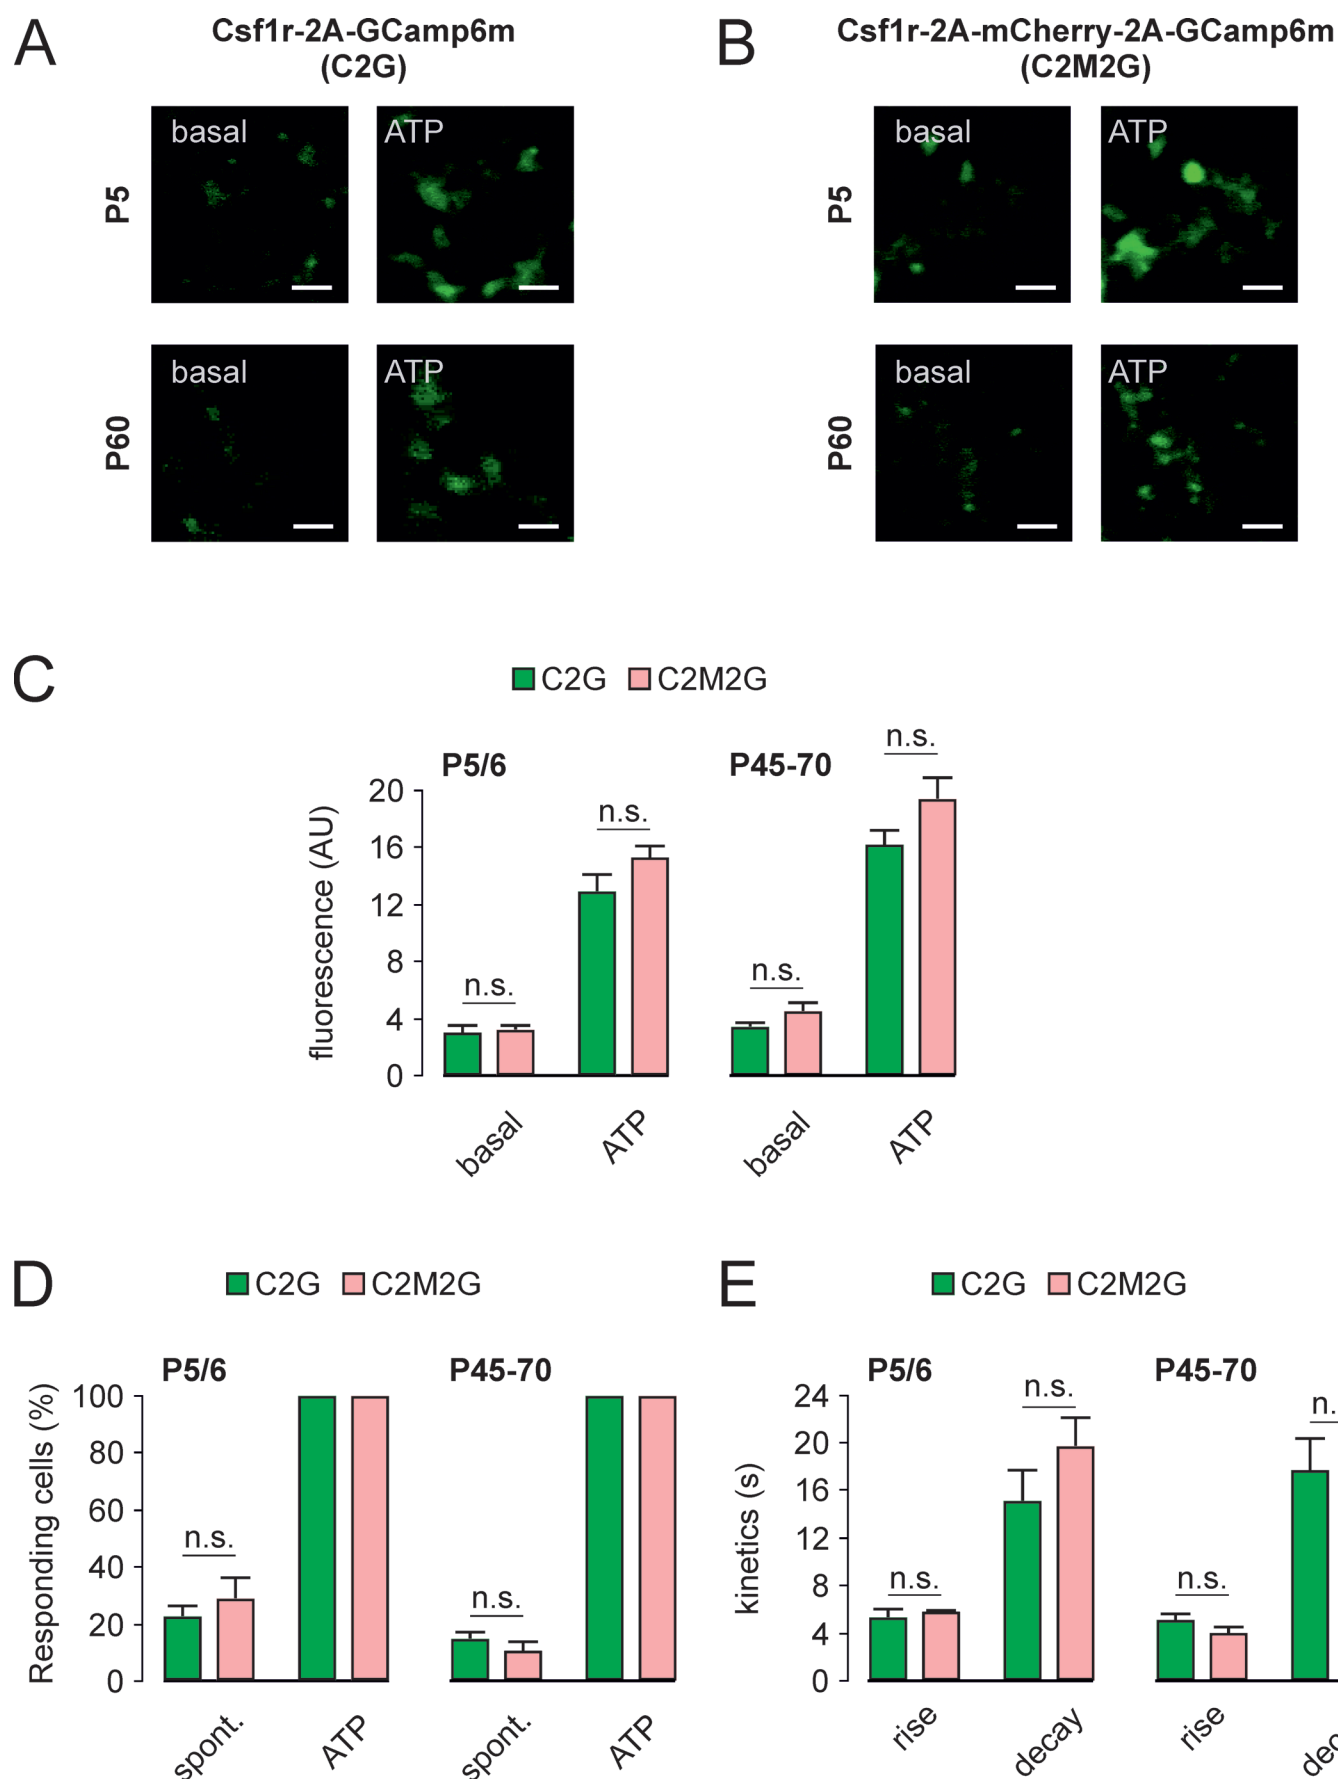 A
Csf1r-2A-GCamp6m
(C2G)
basal
ATP
P5
basal
ATP
P60
B
Csf1r-2A-mCherry-2A-GCamp6m
(C2M2G)
basal
ATP
P5
basal
ATP
P60
C
C2G C2M2G
P5/6
P45-70
fluorescence (AU)
20
16
12
8
4
0
n.s.
n.s.
n.s.
n.s.
basal
ATP
basal
ATP
D
C2G C2M2G
P5/6
P45-70
Responding cells (%)
100
80
60
40
20
0
n.s.
n.s.
spont.
ATP
spont.
ATP
E
C2G C2M2G
P5/6
P45-70
kinetics (s)
24
20
16
12
8
4
0
n.s.
n.s.
n.s.
n.
rise
decay
rise
dec